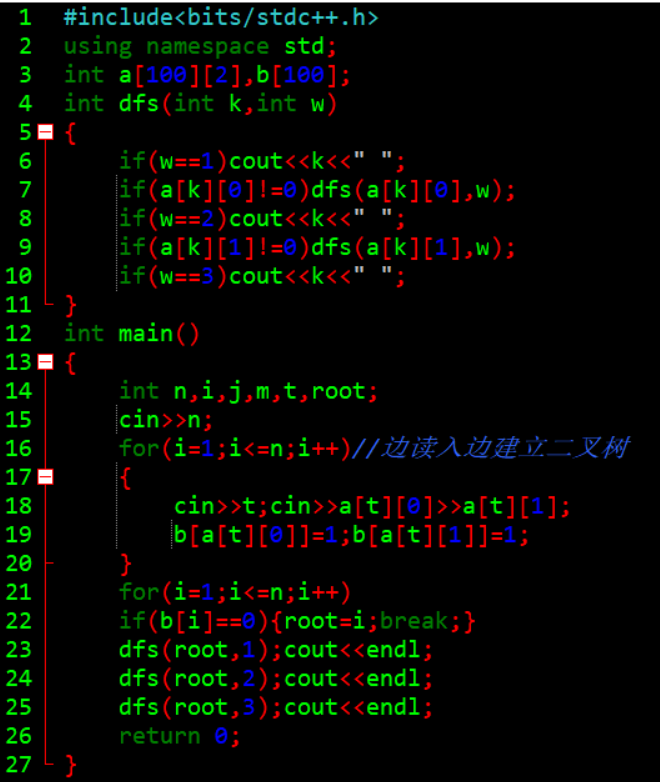 1 #include<bits/stdc++.h>
2 using namespace std;
3 int a[100][2],b[100];
4 int dfs(int k,int w)
5 {
6 if(w==1)cout<<k<<" ";
7 if(a[k][0]!=0)dfs(a[k][0],w);
8 if(w==2)cout<<k<<" ";
9 if(a[k][1]!=0)dfs(a[k][1],w);
10 if(w==3)cout<<k<<" ";
11 }
12 int main()
13 {
14 int n,i,j,m,t,root;
15 cin>>n;
16 for(i=1;i<=n;i++)//边读入边建立二叉树
17 {
18 cin>>t;cin>>a[t][0]>>a[t][1];
19 b[a[t][0]]=1;b[a[t][1]]=1;
20 }
21 for(i=1;i<=n;i++)
22 if(b[i]==0){root=i;break;}
23 dfs(root,1);cout<<endl;
24 dfs(root,2);cout<<endl;
25 dfs(root,3);cout<<endl;
26 return 0;
27 }